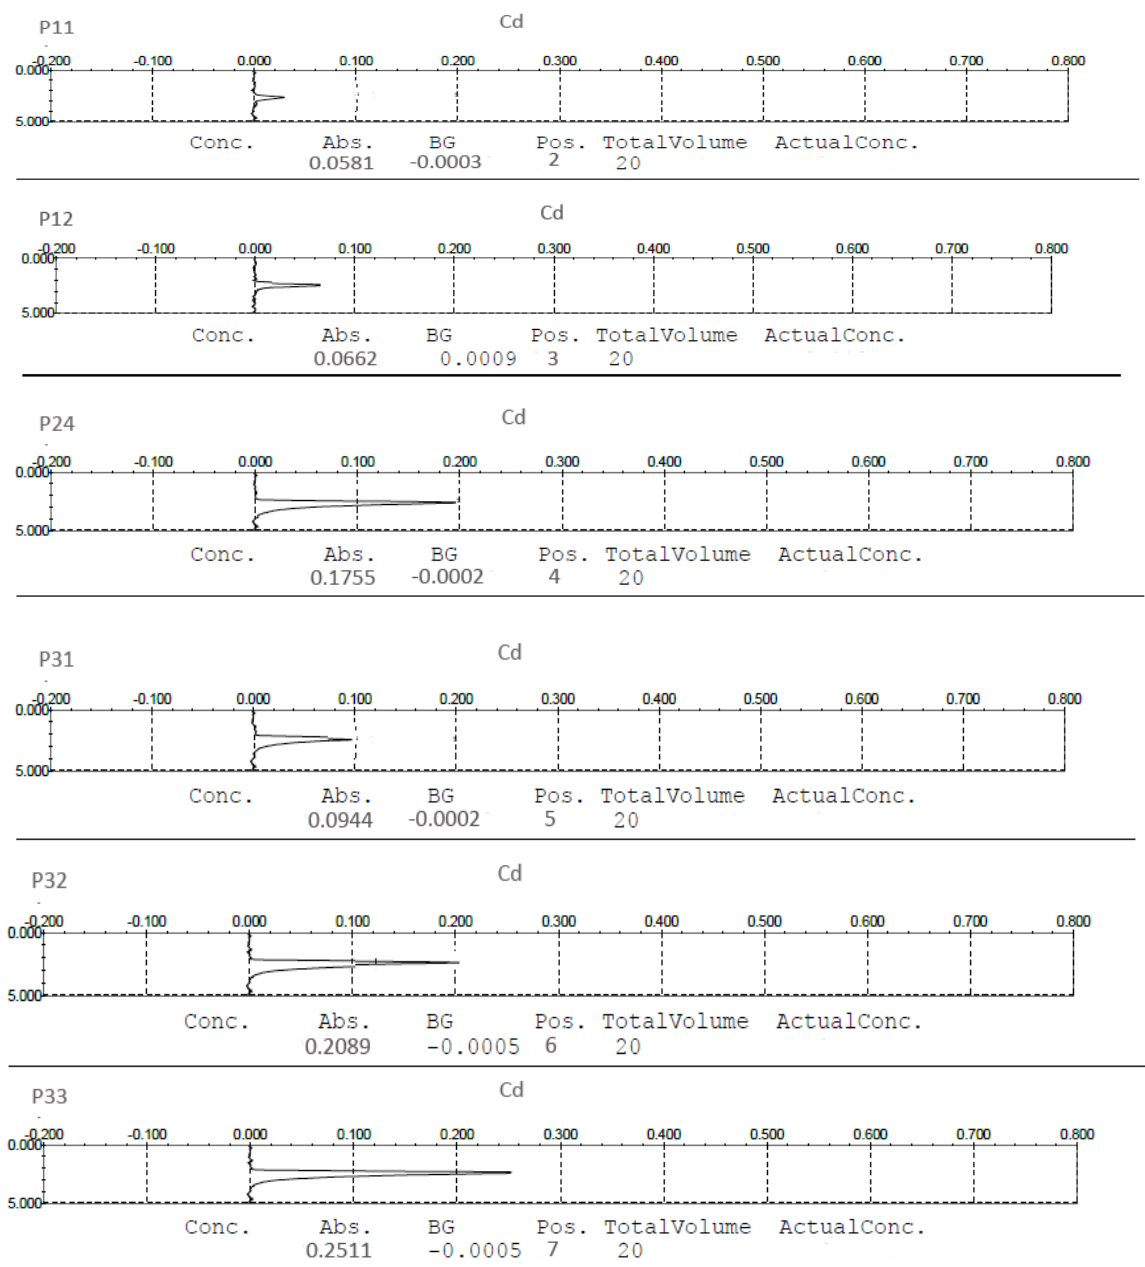 P11 Cd
-0.200 -0.100 0.000 0.100 0.200 0.300 0.400 0.500 0.600 0.700 0.800
0.000
5.000
Conc. Abs. BG Pos. TotalVolume ActualConc.
0.0581 -0.0003 2 20
P12 Cd
-0.200 -0.100 0.000 0.100 0.200 0.300 0.400 0.500 0.600 0.700 0.800
0.000
5.000
Conc. Abs. BG Pos. TotalVolume ActualConc.
0.0662 0.0009 3 20
P24 Cd
-0.200 -0.100 0.000 0.100 0.200 0.300 0.400 0.500 0.600 0.700 0.800
0.000
5.000
Conc. Abs. BG Pos. TotalVolume ActualConc.
0.1755 -0.0002 4 20
P31 Cd
-0.200 -0.100 0.000 0.100 0.200 0.300 0.400 0.500 0.600 0.700 0.800
0.000
5.000
Conc. Abs. BG Pos. TotalVolume ActualConc.
0.0944 -0.0002 5 20
P32 Cd
-0.200 -0.100 0.000 0.100 0.200 0.300 0.400 0.500 0.600 0.700 0.800
0.000
5.000
Conc. Abs. BG Pos. TotalVolume ActualConc.
0.2089 -0.0005 6 20
P33 Cd
-0.200 -0.100 0.000 0.100 0.200 0.300 0.400 0.500 0.600 0.700 0.800
0.000
5.000
Conc. Abs. BG Pos. TotalVolume ActualConc.
0.2511 -0.0005 7 20